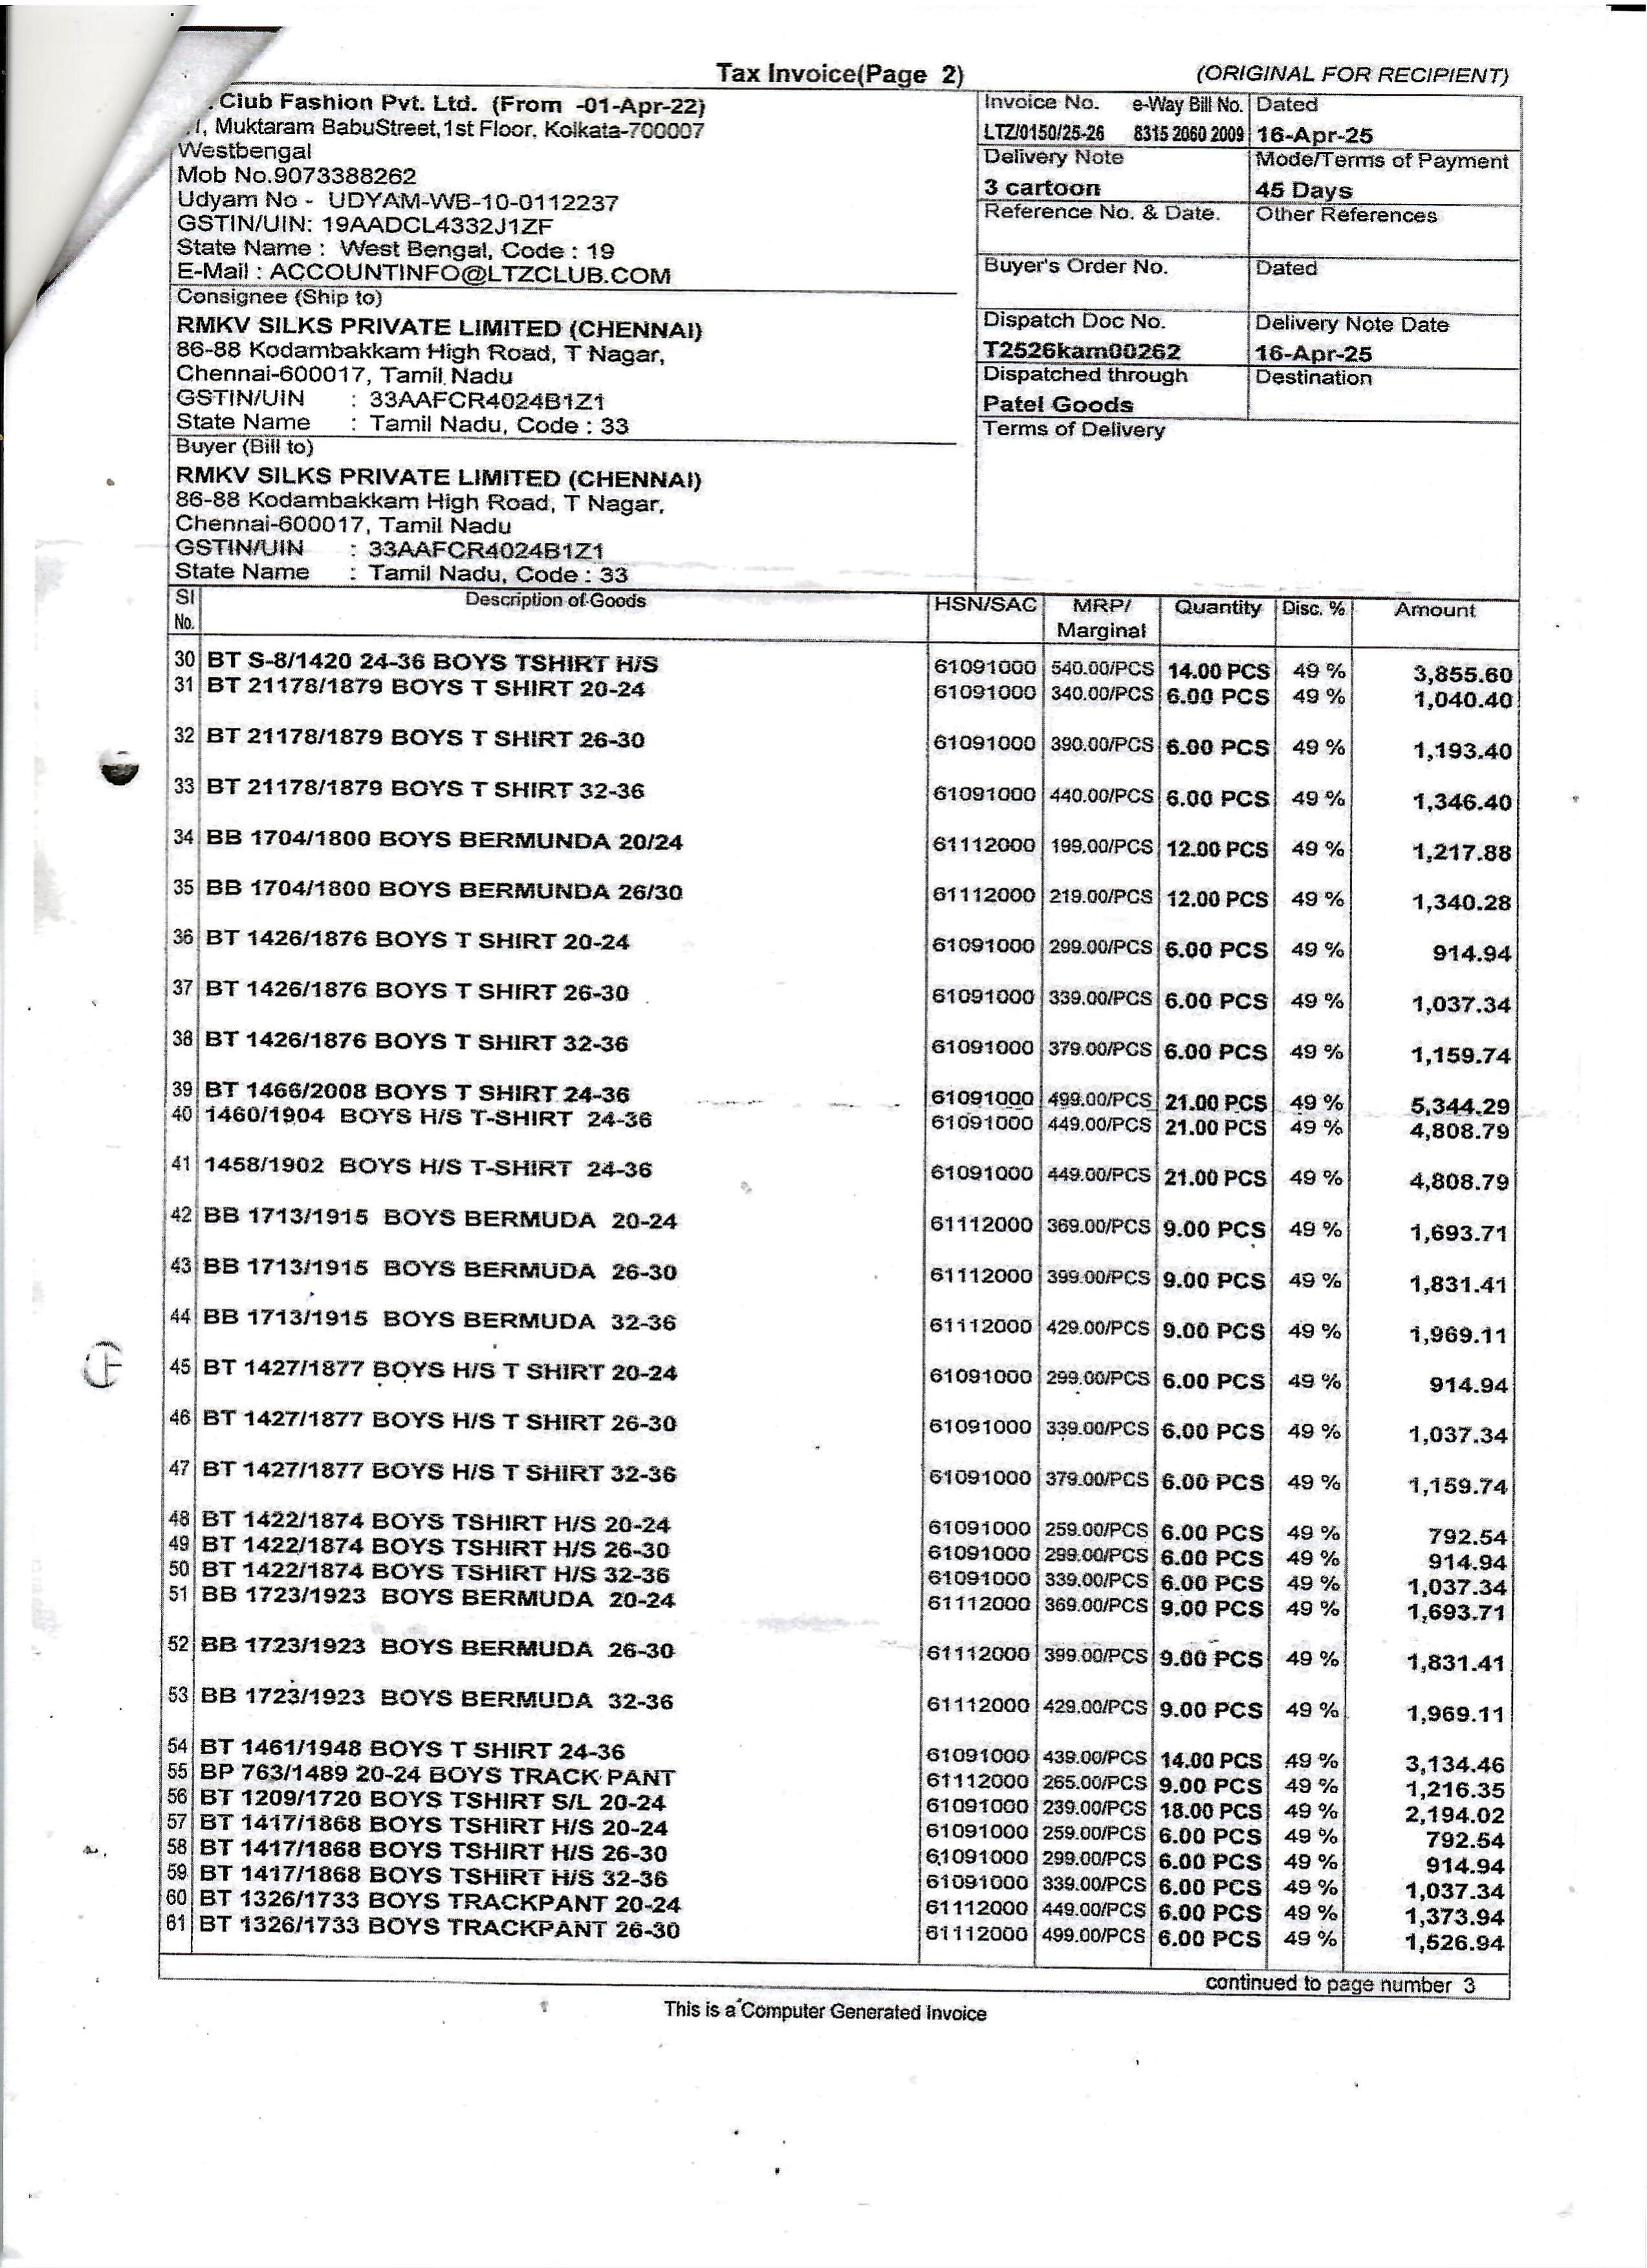 Tax Invoice(Page 2)
(ORIGINAL FOR RECIPIENT)
Club Fashion Pvt. Ltd. (From -01-Apr-22)
, Muktaram BabuStreet,1st Floor, Kolkata-700007
Westbengal
Mob No.9073388262
Udyam No - UDYAM-WB-10-0112237
GSTIN/UIN: 19AADCL4332J1ZF
State Name : West Bengal, Code : 19
E-Mail : ACCOUNTINFO@LTZCLUB.COM
Consignee (Ship to)
RMKV SILKS PRIVATE LIMITED (CHENNAI)
86-88 Kodambakkam High Road, T Nagar,
Chennai-600017, Tamil Nadu
GSTIN/UIN : 33AAFCR4024B1Z1
State Name : Tamil Nadu, Code : 33
Buyer (Bill to)
RMKV SILKS PRIVATE LIMITED (CHENNAI)
86-88 Kodambakkam High Road, T Nagar,
Chennai-600017, Tamil Nadu
GSTIN/UIN : 33AAFCR4024B1Z1
State Name : Tamil Nadu, Code : 33
Invoice No. e-Way Bill No. Dated
LTZ/0150/25-26 8315 2060 2009 16-Apr-25
Delivery Note Mode/Terms of Payment
3 cartoon 45 Days
Reference No. & Date. Other References
Buyer's Order No. Dated
Dispatch Doc No. Delivery Note Date
T2526kam00262 16-Apr-25
Dispatched through Destination
Patel Goods
Terms of Delivery
Sl No. Description of Goods HSN/SAC MRP/ Marginal Quantity Disc. % Amount
30 BT S-8/1420 24-36 BOYS TSHIRT H/S 61091000 540.00/PCS 14.00 PCS 49 % 3,855.60
31 BT 21178/1879 BOYS T SHIRT 20-24 61091000 340.00/PCS 6.00 PCS 49 % 1,040.40
32 BT 21178/1879 BOYS T SHIRT 26-30 61091000 390.00/PCS 6.00 PCS 49 % 1,193.40
33 BT 21178/1879 BOYS T SHIRT 32-36 61091000 440.00/PCS 6.00 PCS 49 % 1,346.40
34 BB 1704/1800 BOYS BERMUNDA 20/24 61112000 199.00/PCS 12.00 PCS 49 % 1,217.88
35 BB 1704/1800 BOYS BERMUNDA 26/30 61112000 219.00/PCS 12.00 PCS 49 % 1,340.28
36 BT 1426/1876 BOYS T SHIRT 20-24 61091000 299.00/PCS 6.00 PCS 49 % 914.94
37 BT 1426/1876 BOYS T SHIRT 26-30 61091000 339.00/PCS 6.00 PCS 49 % 1,037.34
38 BT 1426/1876 BOYS T SHIRT 32-36 61091000 379.00/PCS 6.00 PCS 49 % 1,159.74
39 BT 1466/2008 BOYS T SHIRT 24-36 61091000 499.00/PCS 21.00 PCS 49 % 5,344.29
40 1460/1904 BOYS H/S T-SHIRT 24-36 61091000 449.00/PCS 21.00 PCS 49 % 4,808.79
41 1458/1902 BOYS H/S T-SHIRT 24-36 61091000 449.00/PCS 21.00 PCS 49 % 4,808.79
42 BB 1713/1915 BOYS BERMUDA 20-24 61112000 369.00/PCS 9.00 PCS 49 % 1,693.71
43 BB 1713/1915 BOYS BERMUDA 26-30 61112000 399.00/PCS 9.00 PCS 49 % 1,831.41
44 BB 1713/1915 BOYS BERMUDA 32-36 61112000 429.00/PCS 9.00 PCS 49 % 1,969.11
45 BT 1427/1877 BOYS H/S T SHIRT 20-24 61091000 299.00/PCS 6.00 PCS 49 % 914.94
46 BT 1427/1877 BOYS H/S T SHIRT 26-30 61091000 339.00/PCS 6.00 PCS 49 % 1,037.34
47 BT 1427/1877 BOYS H/S T SHIRT 32-36 61091000 379.00/PCS 6.00 PCS 49 % 1,159.74
48 BT 1422/1874 BOYS TSHIRT H/S 20-24 61091000 259.00/PCS 6.00 PCS 49 % 792.54
49 BT 1422/1874 BOYS TSHIRT H/S 26-30 61091000 299.00/PCS 6.00 PCS 49 % 914.94
50 BT 1422/1874 BOYS TSHIRT H/S 32-36 61091000 339.00/PCS 6.00 PCS 49 % 1,037.34
51 BB 1723/1923 BOYS BERMUDA 20-24 61112000 369.00/PCS 9.00 PCS 49 % 1,693.71
52 BB 1723/1923 BOYS BERMUDA 26-30 61112000 399.00/PCS 9.00 PCS 49 % 1,831.41
53 BB 1723/1923 BOYS BERMUDA 32-36 61112000 429.00/PCS 9.00 PCS 49 % 1,969.11
54 BT 1461/1948 BOYS T SHIRT 24-36 61091000 439.00/PCS 14.00 PCS 49 % 3,134.46
55 BP 763/1489 20-24 BOYS TRACK PANT 61112000 265.00/PCS 9.00 PCS 49 % 1,216.35
56 BT 1209/1720 BOYS TSHIRT S/L 20-24 61091000 239.00/PCS 18.00 PCS 49 % 2,194.02
57 BT 1417/1868 BOYS TSHIRT H/S 20-24 61091000 259.00/PCS 6.00 PCS 49 % 792.54
58 BT 1417/1868 BOYS TSHIRT H/S 26-30 61091000 299.00/PCS 6.00 PCS 49 % 914.94
59 BT 1417/1868 BOYS TSHIRT H/S 32-36 61091000 339.00/PCS 6.00 PCS 49 % 1,037.34
60 BT 1326/1733 BOYS TRACKPANT 20-24 61112000 449.00/PCS 6.00 PCS 49 % 1,373.94
61 BT 1326/1733 BOYS TRACKPANT 26-30 61112000 499.00/PCS 6.00 PCS 49 % 1,526.94
continued to page number 3
This is a Computer Generated Invoice